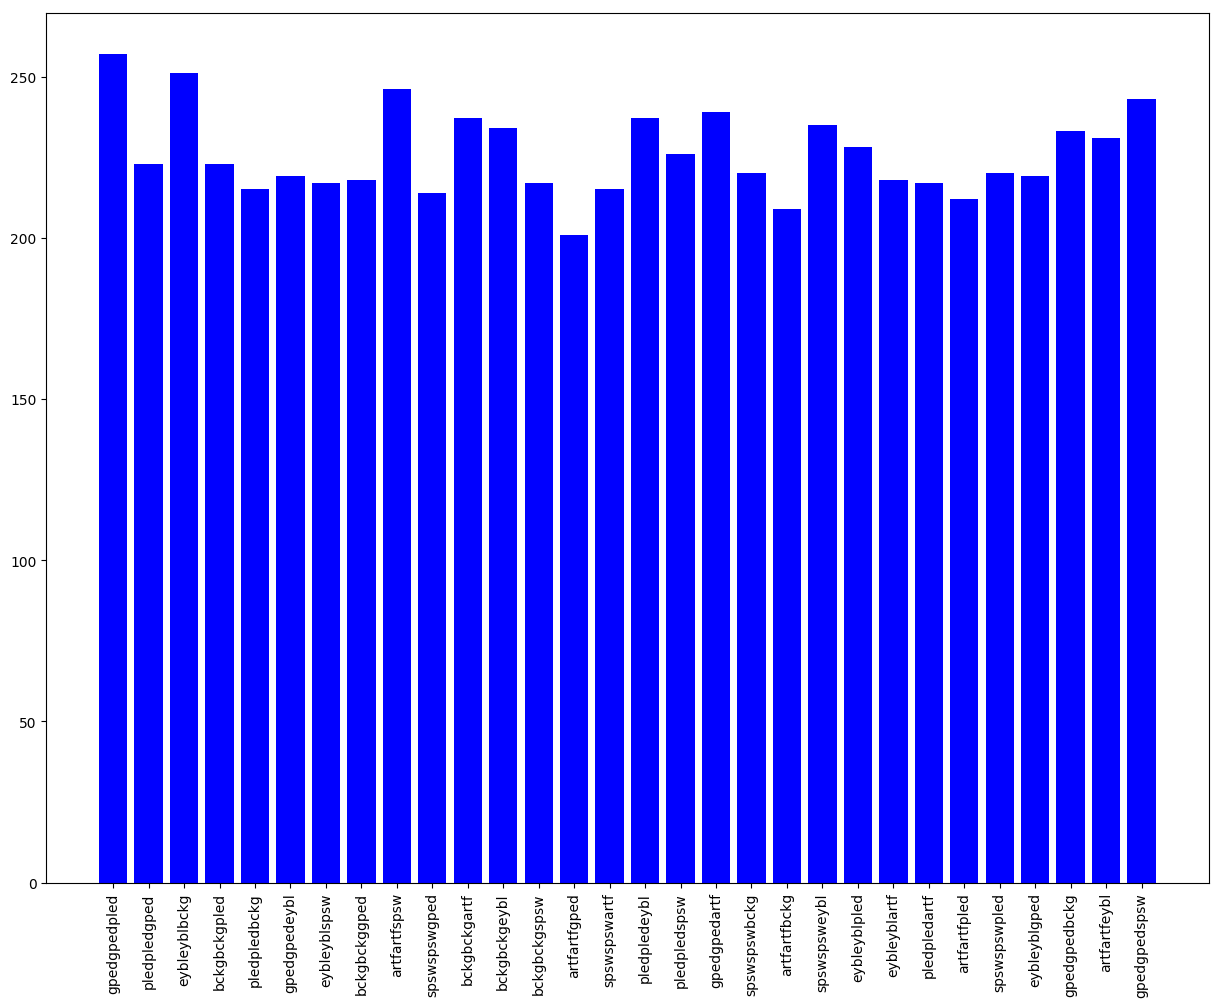 250
200
150
100
50
0
gpedgpedpled
pledpledgped
eybleyblbckg
bckgbckgpled
pledpledbckg
gpedgpedeybl
eybleyblspsw
bckgbckggped
artfartfspsw
spswspswgped
bckgbckgartf
bckgbckgeybl
bckgbckgspsw
artfartfgped
spswspswartf
pledpledeybl
pledpledspsw
gpedgpedartf
spswspswbckg
artfartfbckg
spswspsweybl
eybleyblpled
eybleyblartf
pledpledartf
artfartfpled
spswspswpled
eybleyblgped
gpedgpedbckg
artfartfeybl
gpedgpedspsw